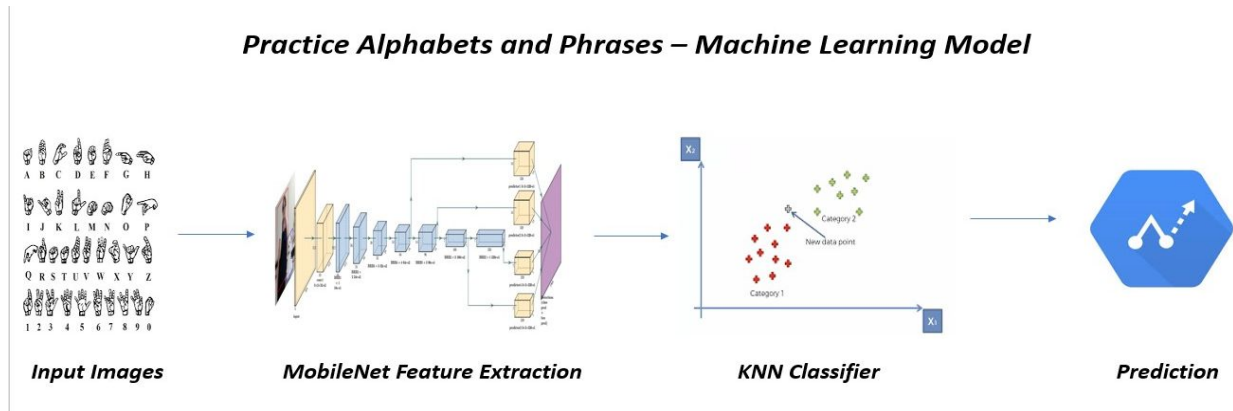 Practice Alphabets and Phrases – Machine Learning Model
A B C D E F G H
I J K L M N O P
Q R S T U V W X Y Z
1 2 3 4 5 6 7 8 9 0
X₂
Category 2
New data point
Category 1
X₁
Input Images
MobileNet Feature Extraction
KNN Classifier
Prediction